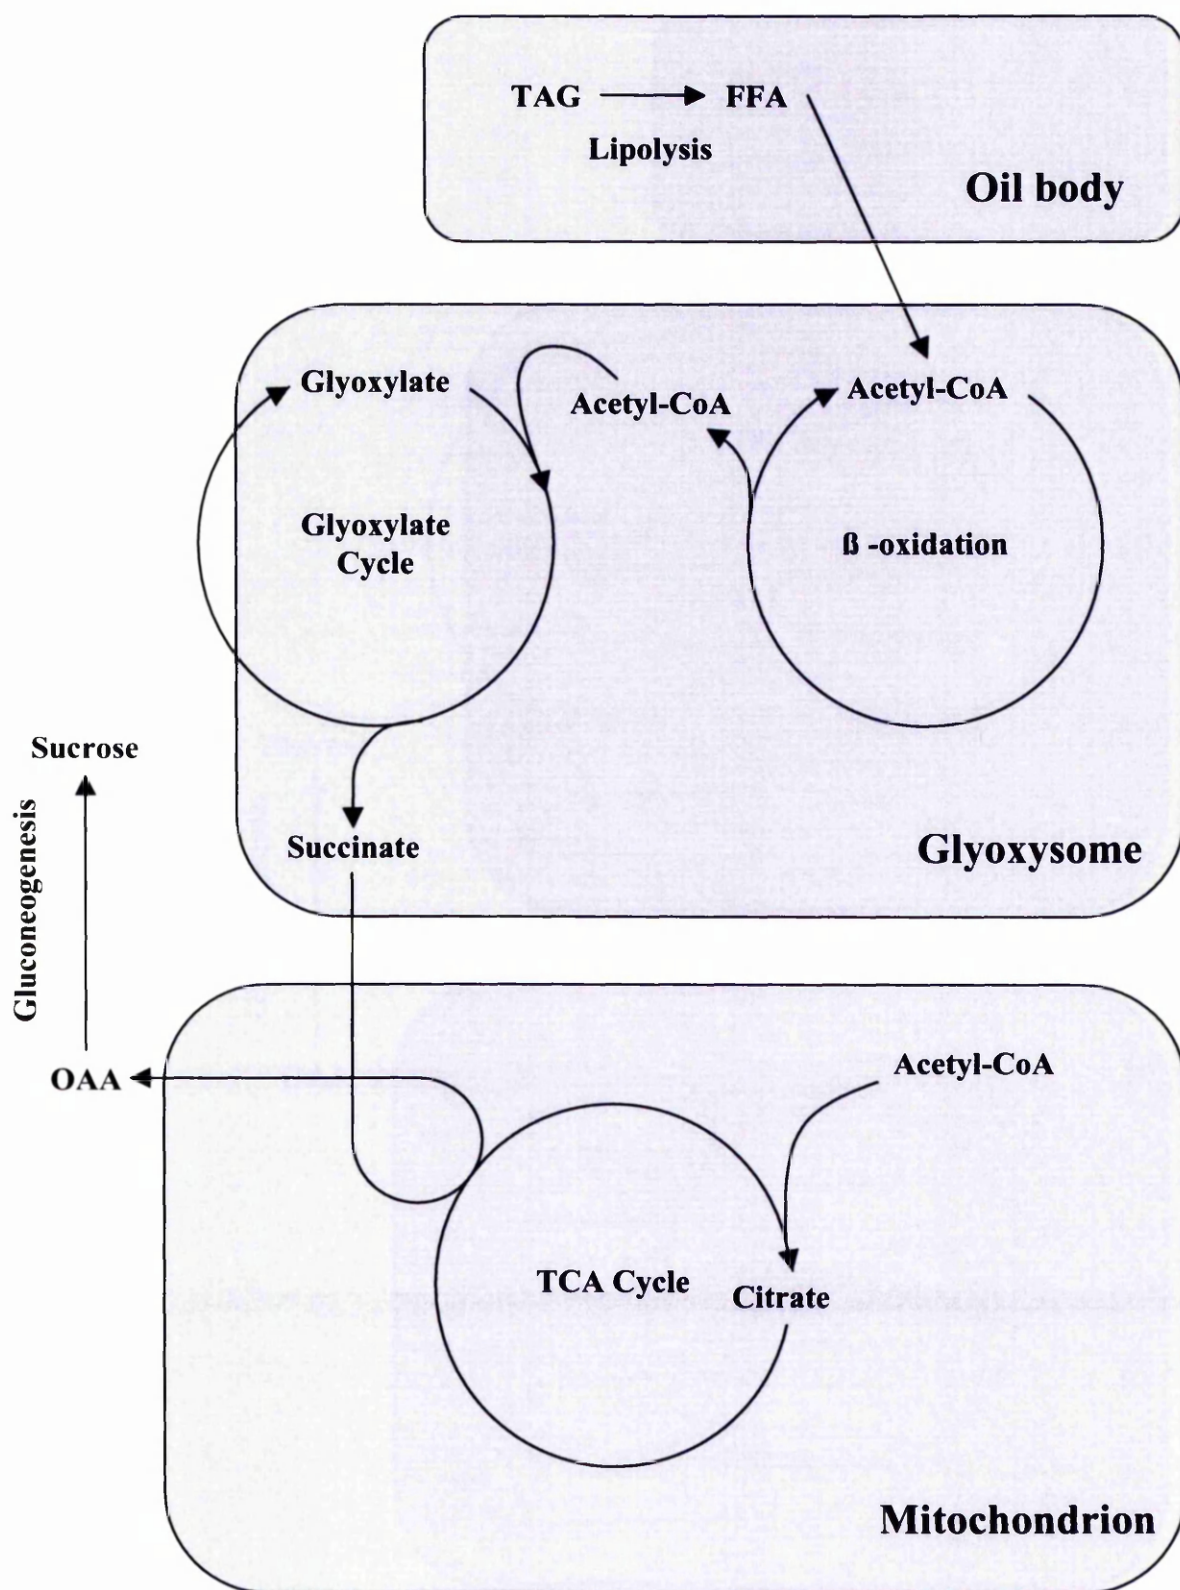 TAG
FFA
Lipolysis
Oil body
Glyoxylate
Acetyl-CoA
Acetyl-CoA
Glyoxylate
Cycle
ß -oxidation
Sucrose
Gluconeogenesis
Succinate
Glyoxysome
OAA
Acetyl-CoA
TCA Cycle
Citrate
Mitochondrion